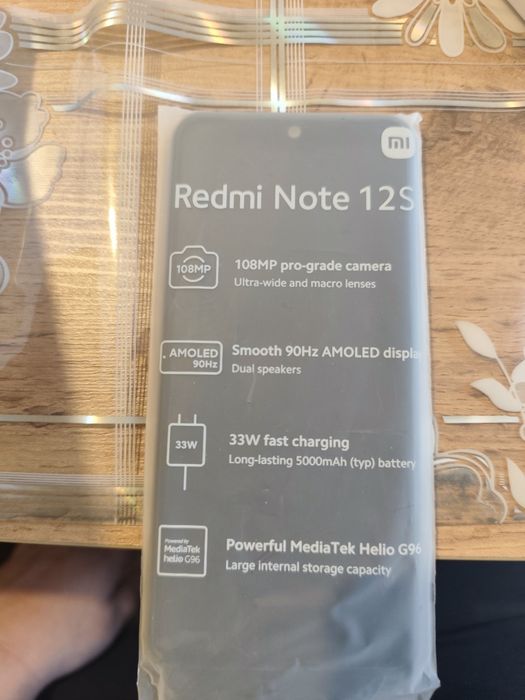 mi
Redmi Note 12S
108MP
108MP pro-grade camera
Ultra-wide and macro lenses
AMOLED
90Hz
Smooth 90Hz AMOLED displa
Dual speakers
33W
33W fast charging
Long-lasting 5000mAh (typ) battery
Powered by
MediaTek
helio G96
Powerful MediaTek Helio G96
Large internal storage capacity